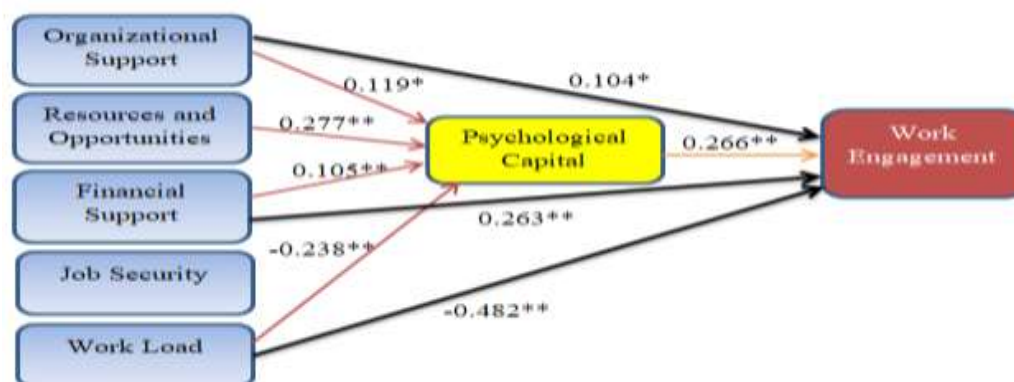 Organizational
Support
0.119*
0.104*
Resources and
Opportunities
0.277**
Psychological
Capital
0.266**
Work
Engagement
Financial
Support
0.105**
0.263**
-0.238**
Job Security
-0.482**
Work Load